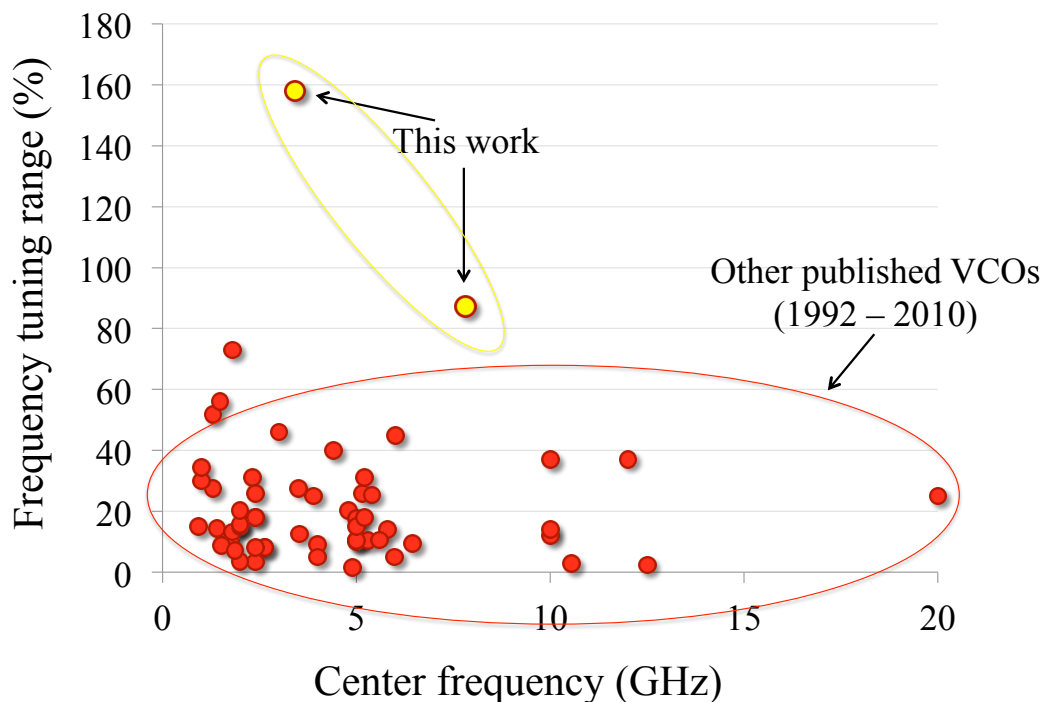 Frequency tuning range (%)
180
160
140
120
100
80
60
40
20
0
This work
Other published VCOs
(1992 – 2010)
0 5 10 15 20
Center frequency (GHz)